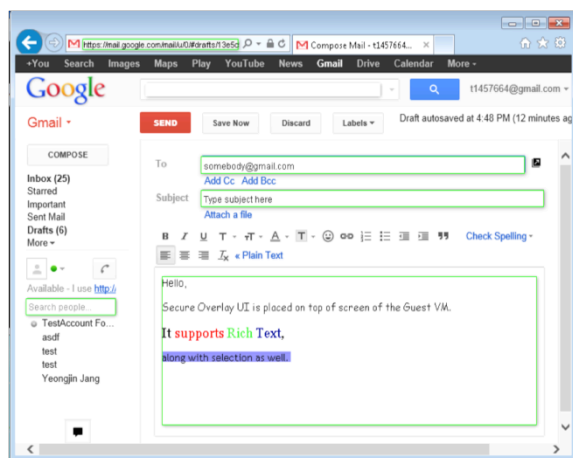 https://mail.google.com/mail/u/0/#drafts/13e5c
Compose Mail - t1457664...
+You Search Images Maps Play YouTube News Gmail Drive Calendar More -
Google
t1457664@gmail.com
Gmail
SEND Save Now Discard Labels Draft autosaved at 4:48 PM (12 minutes ag
COMPOSE
Inbox (25)
Starred
Important
Sent Mail
Drafts (6)
More
Available - I use http:/
Search people...
TestAccount Fo...
asdf
test
test
Yeongjin Jang
To somebody@gmail.com
Add Cc Add Bcc
Subject Type subject here
Attach a file
B I U T T A T Check Spelling
Tx « Plain Text
Hello,
Secure Overlay UI is placed on top of screen of the Guest VM.
It supports Rich Text,
along with selection as well.